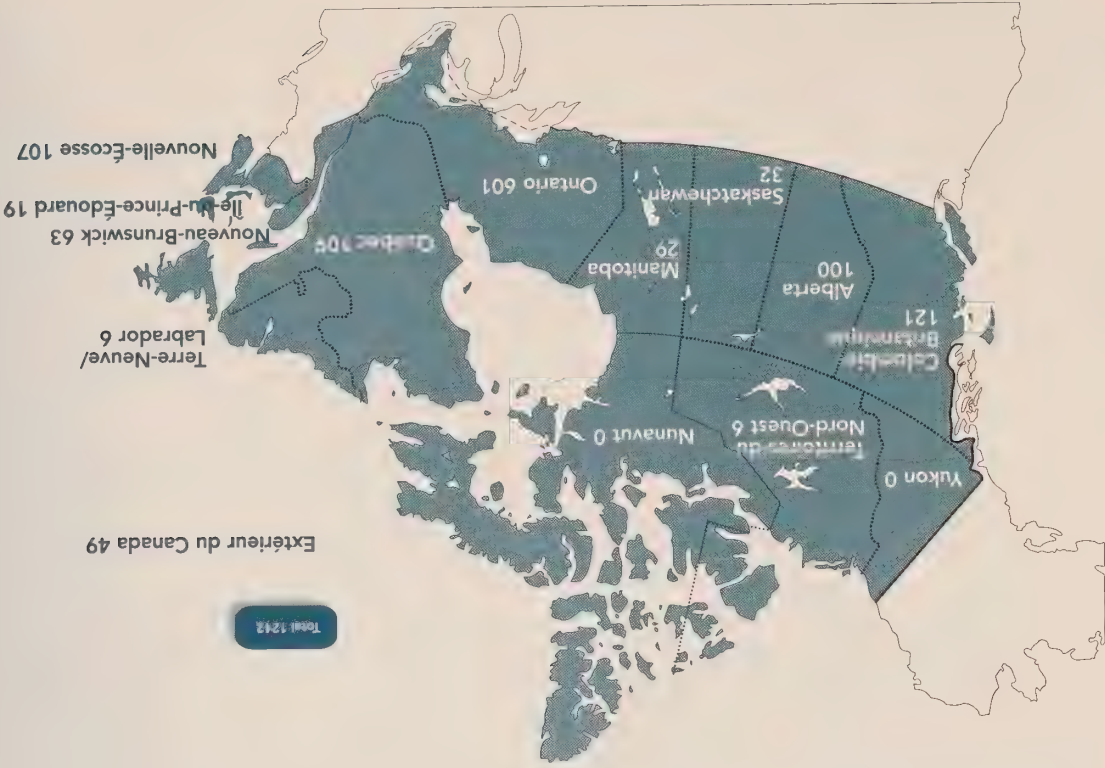 Total 1242
Extérieur du Canada 49
Yukon 0
Territoires du
Nord-Ouest 6
Nunavut 0
Colombie
Britannique
121
Alberta
100
Saskatchewan
32
Manitoba
29
Ontario 601
Québec 109
Terre-Neuve/
Labrador 6
Nouveau-Brunswick 63
Île-du-Prince-Édouard 19
Nouvelle-Écosse 107